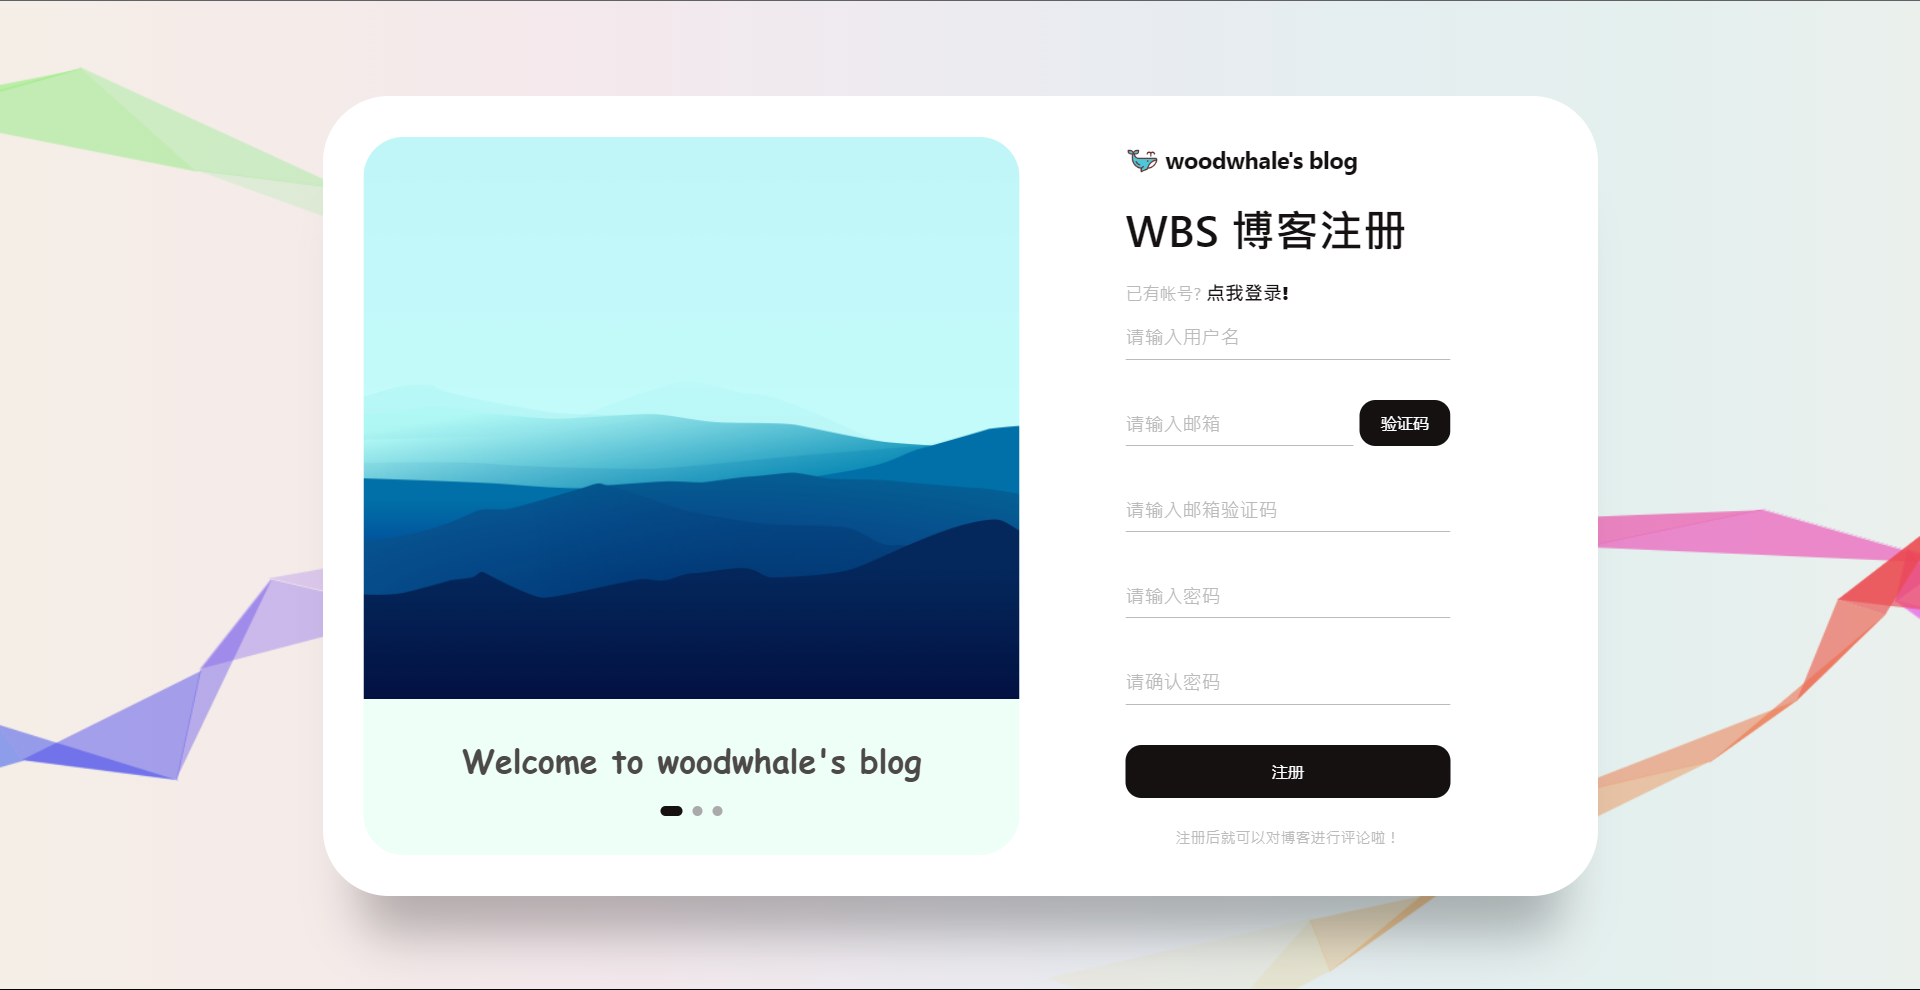 woodwhale's blog
WBS 博客注册
已有帐号? 点我登录!
请输入用户名
请输入邮箱 验证码
请输入邮箱验证码
请输入密码
请确认密码
注册
注册后就可以对博客进行评论啦！
Welcome to woodwhale's blog